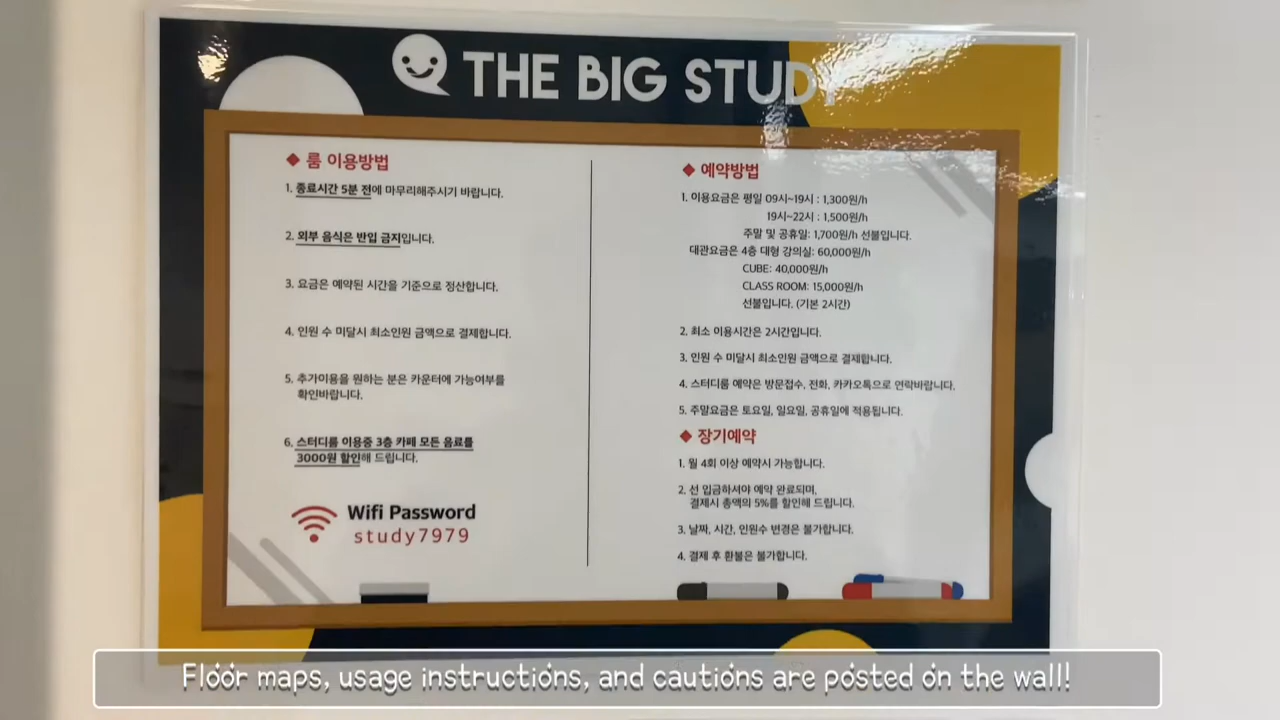 THE BIG STUDY
◆ 룸 이용방법
1. 종료시간 5분 전에 마무리해주시기 바랍니다.
2. 외부 음식은 반입 금지입니다.
3. 요금은 예약된 시간을 기준으로 정산합니다.
4. 인원 수 미달시 최소인원 금액으로 결제합니다.
5. 추가이용을 원하는 분은 카운터에 가능여부를
확인바랍니다.
6. 스터디룸 이용중 3층 카페 모든 음료를
3000원 할인해 드립니다.
Wifi Password
study7979
◆ 예약방법
1. 이용요금은 평일 09시~19시 : 1,300원/h
19시~22시 : 1,500원/h
주말 및 공휴일: 1,700원/h 선불입니다.
대관요금은 4층 대형 강의실: 60,000원/h
CUBE: 40,000원/h
CLASS ROOM: 15,000원/h
선불입니다. (기본 2시간)
2. 최소 이용시간은 2시간입니다.
3. 인원 수 미달시 최소인원 금액으로 결제합니다.
4. 스터디룸 예약은 방문접수, 전화, 카카오톡으로 연락바랍니다.
5. 주말요금은 토요일, 일요일, 공휴일에 적용됩니다.
◆ 장기예약
1. 월 4회 이상 예약시 가능합니다.
2. 선 입금하셔야 예약 완료되며,
결제시 총액의 5%를 할인해 드립니다.
3. 날짜, 시간, 인원수 변경은 불가합니다.
4. 결제 후 환불은 불가합니다.
Floor maps, usage instructions, and cautions are posted on the wall!